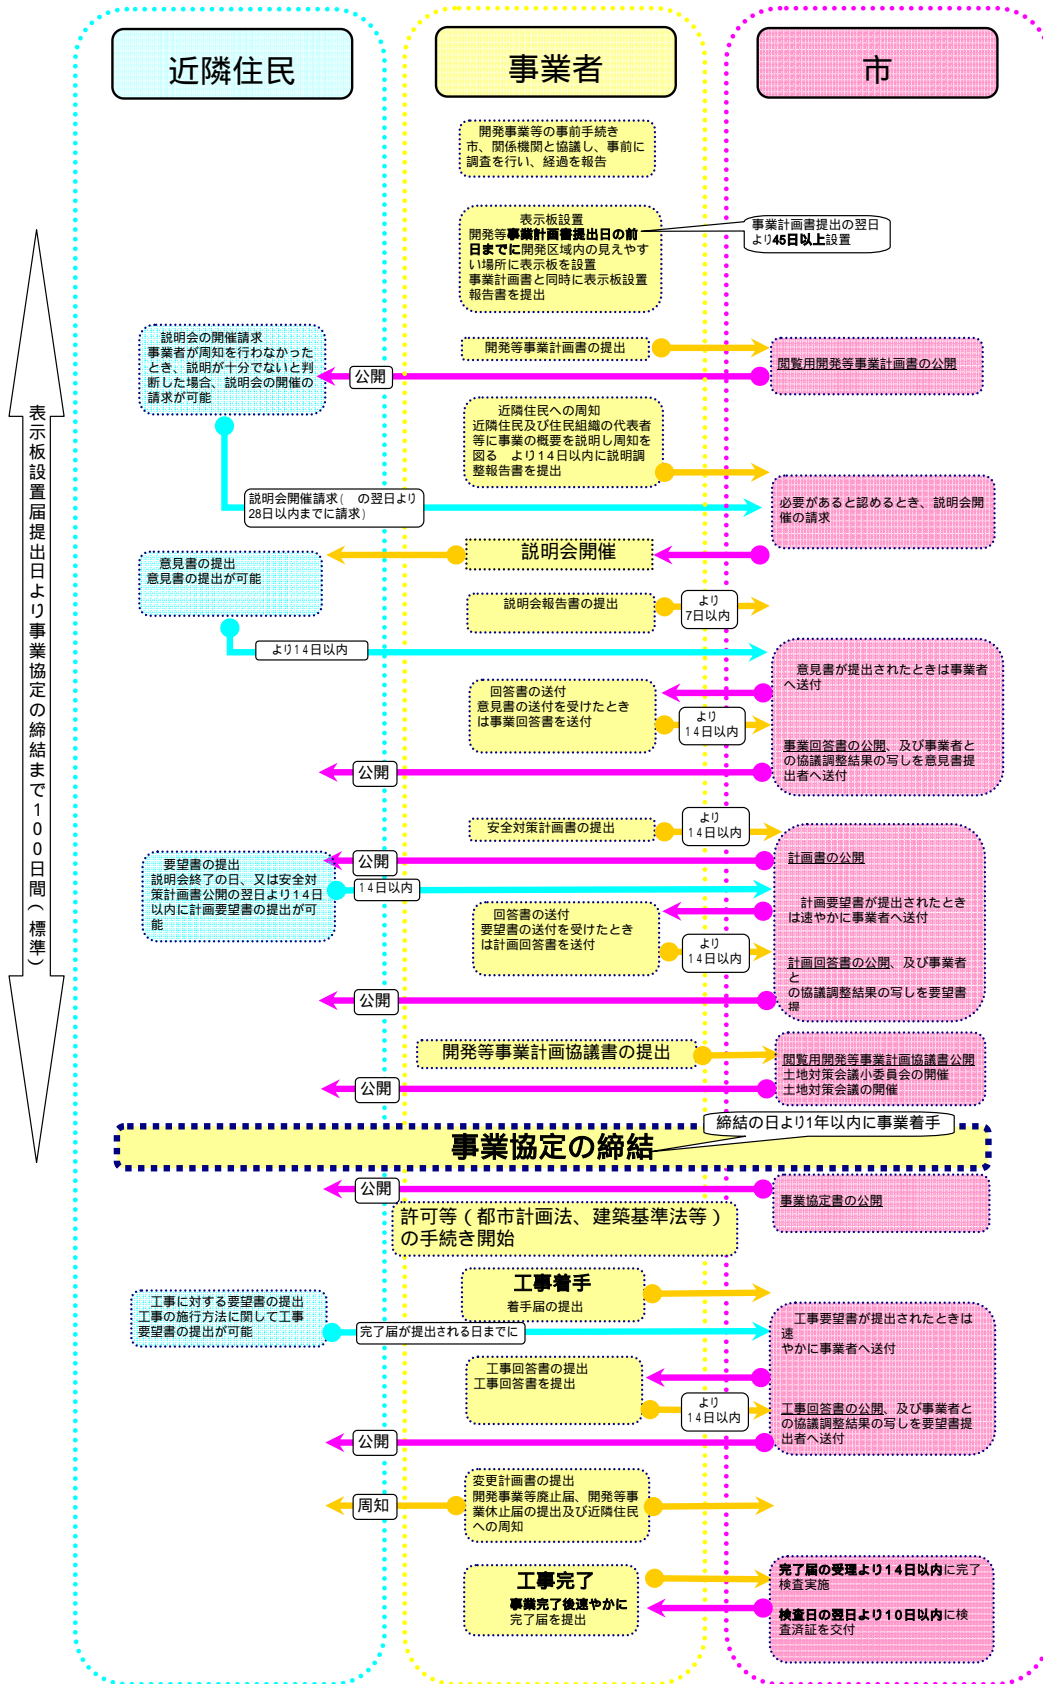 近隣住民
事業者
市
開発事業等の事前手続き
市、関係機関と協議し、事前に
調査を行い、経過を報告
表示板設置
開発等事業計画書提出日の前
日までに開発区域内の見えやす
い場所に表示板を設置
事業計画書と同時に表示板設置
報告書を提出
事業計画書提出の翌日
より45日以上設置
表示板設置届提出日より事業協定の締結まで100日間(標準)
説明会の開催請求
事業者が周知を行わなかった
とき、説明が十分でないと判
断した場合、説明会の開催の
請求が可能
開発等事業計画書の提出
閲覧用開発等事業計画書の公開
公開
近隣住民への周知
近隣住民及び住民組織の代表者
等に事業の概要を説明し周知を
図る　より14日以内に説明調
整報告書を提出
説明会開催請求(　の翌日より
28日以内までに請求)
必要があると認めるとき、説明会開
催の請求
説明会開催
意見書の提出
意見書の提出が可能
説明会報告書の提出
より
7日以内
より14日以内
意見書が提出されたときは事業者
へ送付
回答書の送付
意見書の送付を受けたとき
は事業回答書を送付
より
14日以内
事業回答書の公開、及び事業者と
の協議調整結果の写しを意見書提
出者へ送付
公開
安全対策計画書の提出
より
14日以内
計画書の公開
公開
要望書の提出
説明会終了の日、又は安全対
策計画書公開の翌日より14日
以内に計画要望書の提出が可
能
14日以内
計画要望書が提出されたとき
は速やかに事業者へ送付
回答書の送付
要望書の送付を受けたとき
は計画回答書を送付
より
14日以内
計画回答書の公開、及び事業者
と
の協議調整結果の写しを要望書
提
公開
開発等事業計画協議書の提出
閲覧用開発等事業計画協議書公開
土地対策会議小委員会の開催
土地対策会議の開催
公開
締結の日より1年以内に事業着手
事業協定の締結
公開
事業協定書の公開
許可等(都市計画法、建築基準法等)
の手続き開始
工事着手
着手届の提出
工事に対する要望書の提出
工事の施行方法に関して工事
要望書の提出が可能
完了届が提出される日までに
工事要望書が提出されたときは
速
やかに事業者へ送付
工事回答書の提出
工事回答書を提出
より
14日以内
工事回答書の公開、及び事業者と
の協議調整結果の写しを要望書提
出者へ送付
公開
変更計画書の提出
開発事業等廃止届、開発等事
業休止届の提出及び近隣住民
への周知
周知
工事完了
事業完了後速やかに
完了届を提出
完了届の受理より14日以内に完了
検査実施
検査日の翌日より10日以内に検
査済証を交付